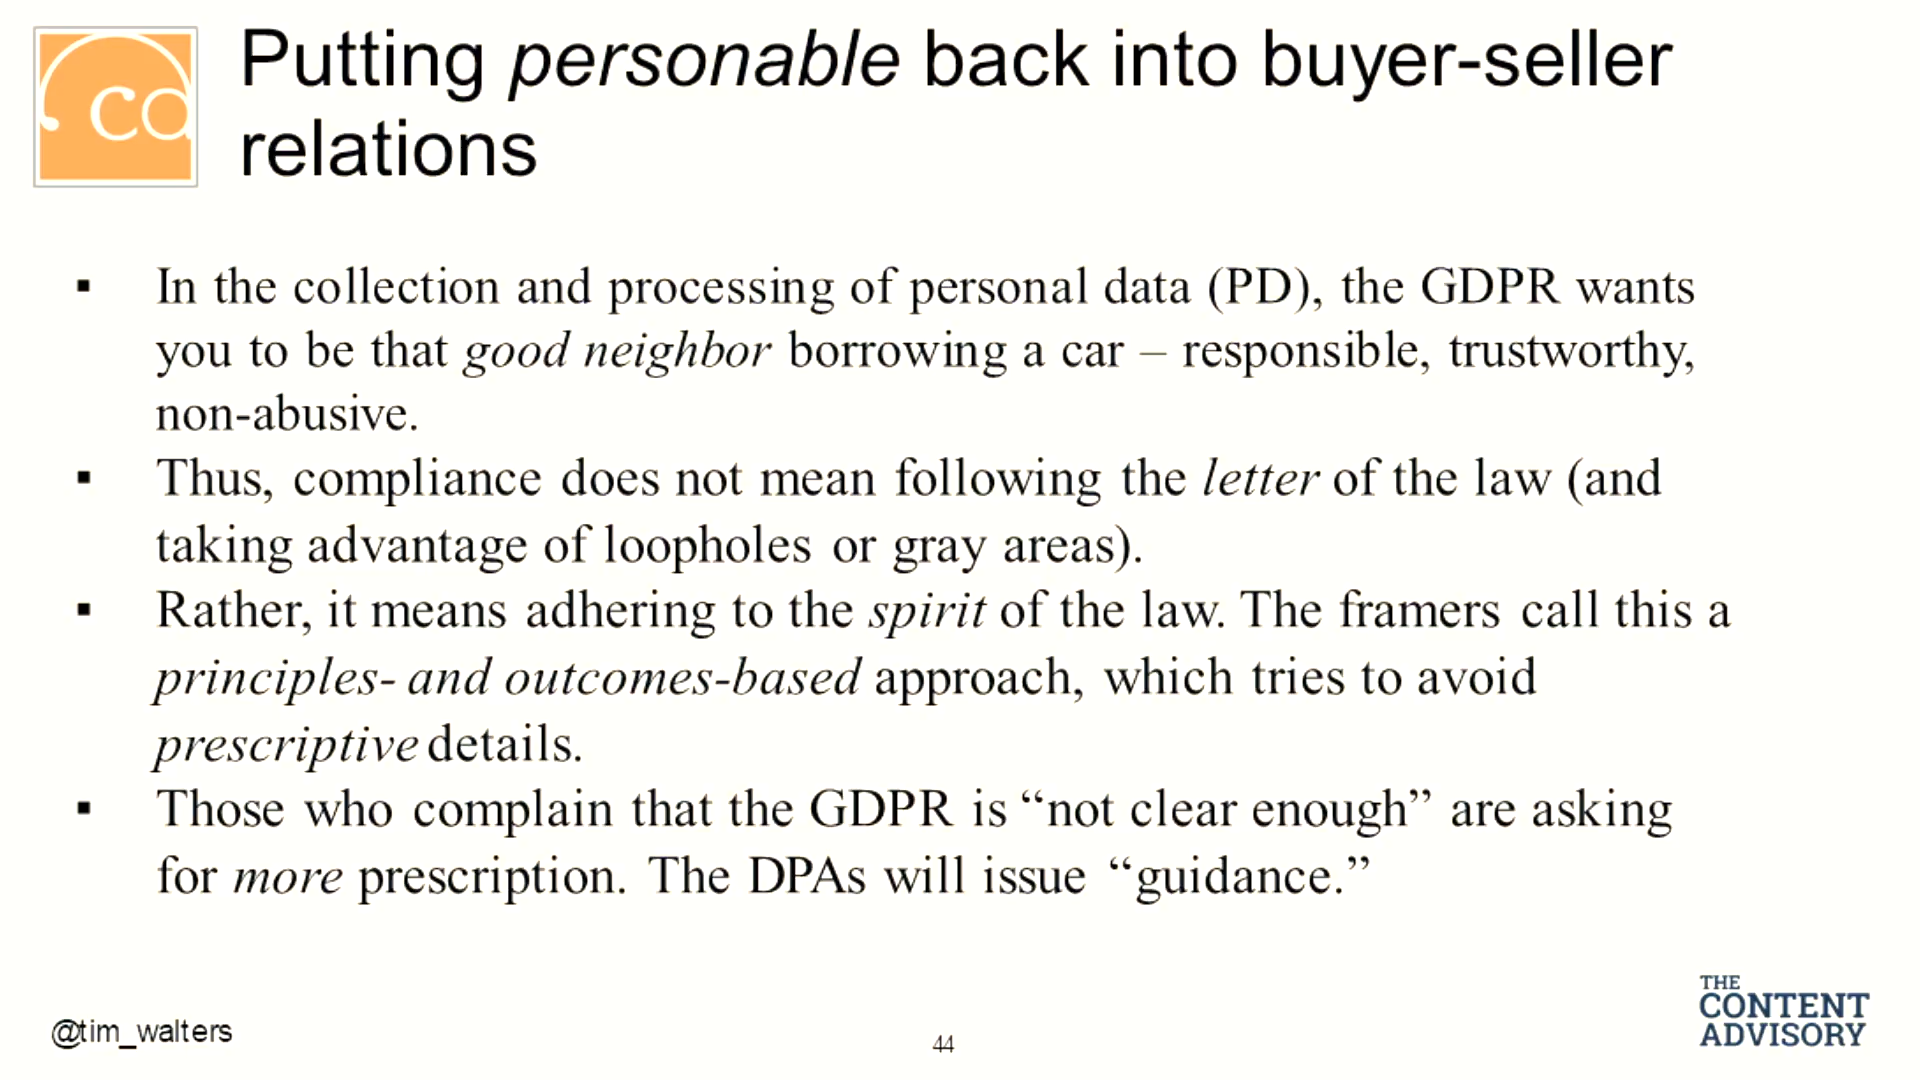 Putting personable back into buyer-seller
relations
.ca
▪ In the collection and processing of personal data (PD), the GDPR wants
you to be that good neighbor borrowing a car – responsible, trustworthy,
non-abusive.
▪ Thus, compliance does not mean following the letter of the law (and
taking advantage of loopholes or gray areas).
▪ Rather, it means adhering to the spirit of the law. The framers call this a
principles- and outcomes-based approach, which tries to avoid
prescriptive details.
▪ Those who complain that the GDPR is “not clear enough” are asking
for more prescription. The DPAs will issue “guidance.”
@tim_walters
44
THE
CONTENT
ADVISORY